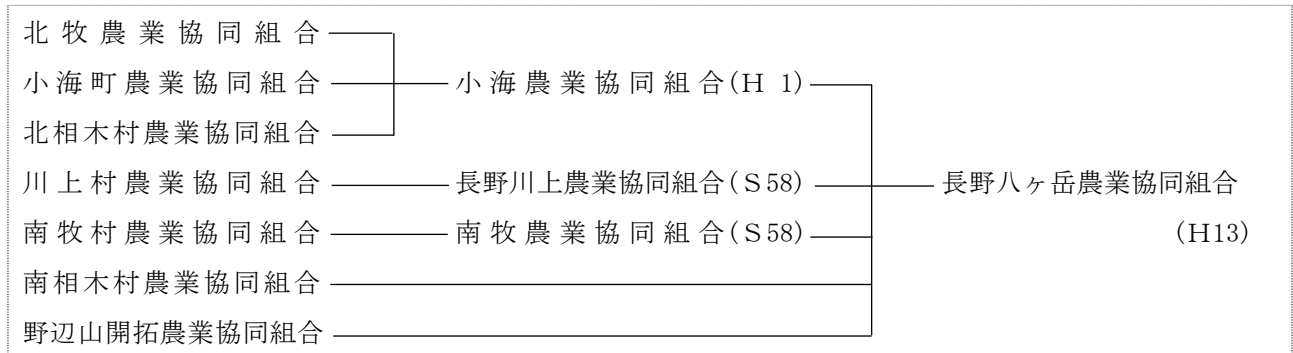 北牧農業協同組合
小海町農業協同組合 小海農業協同組合(H 1)
北相木村農業協同組合
川上村農業協同組合 長野川上農業協同組合(S58) 長野八ヶ岳農業協同組合
南牧村農業協同組合 南牧農業協同組合(S58) (H13)
南相木村農業協同組合
野辺山開拓農業協同組合